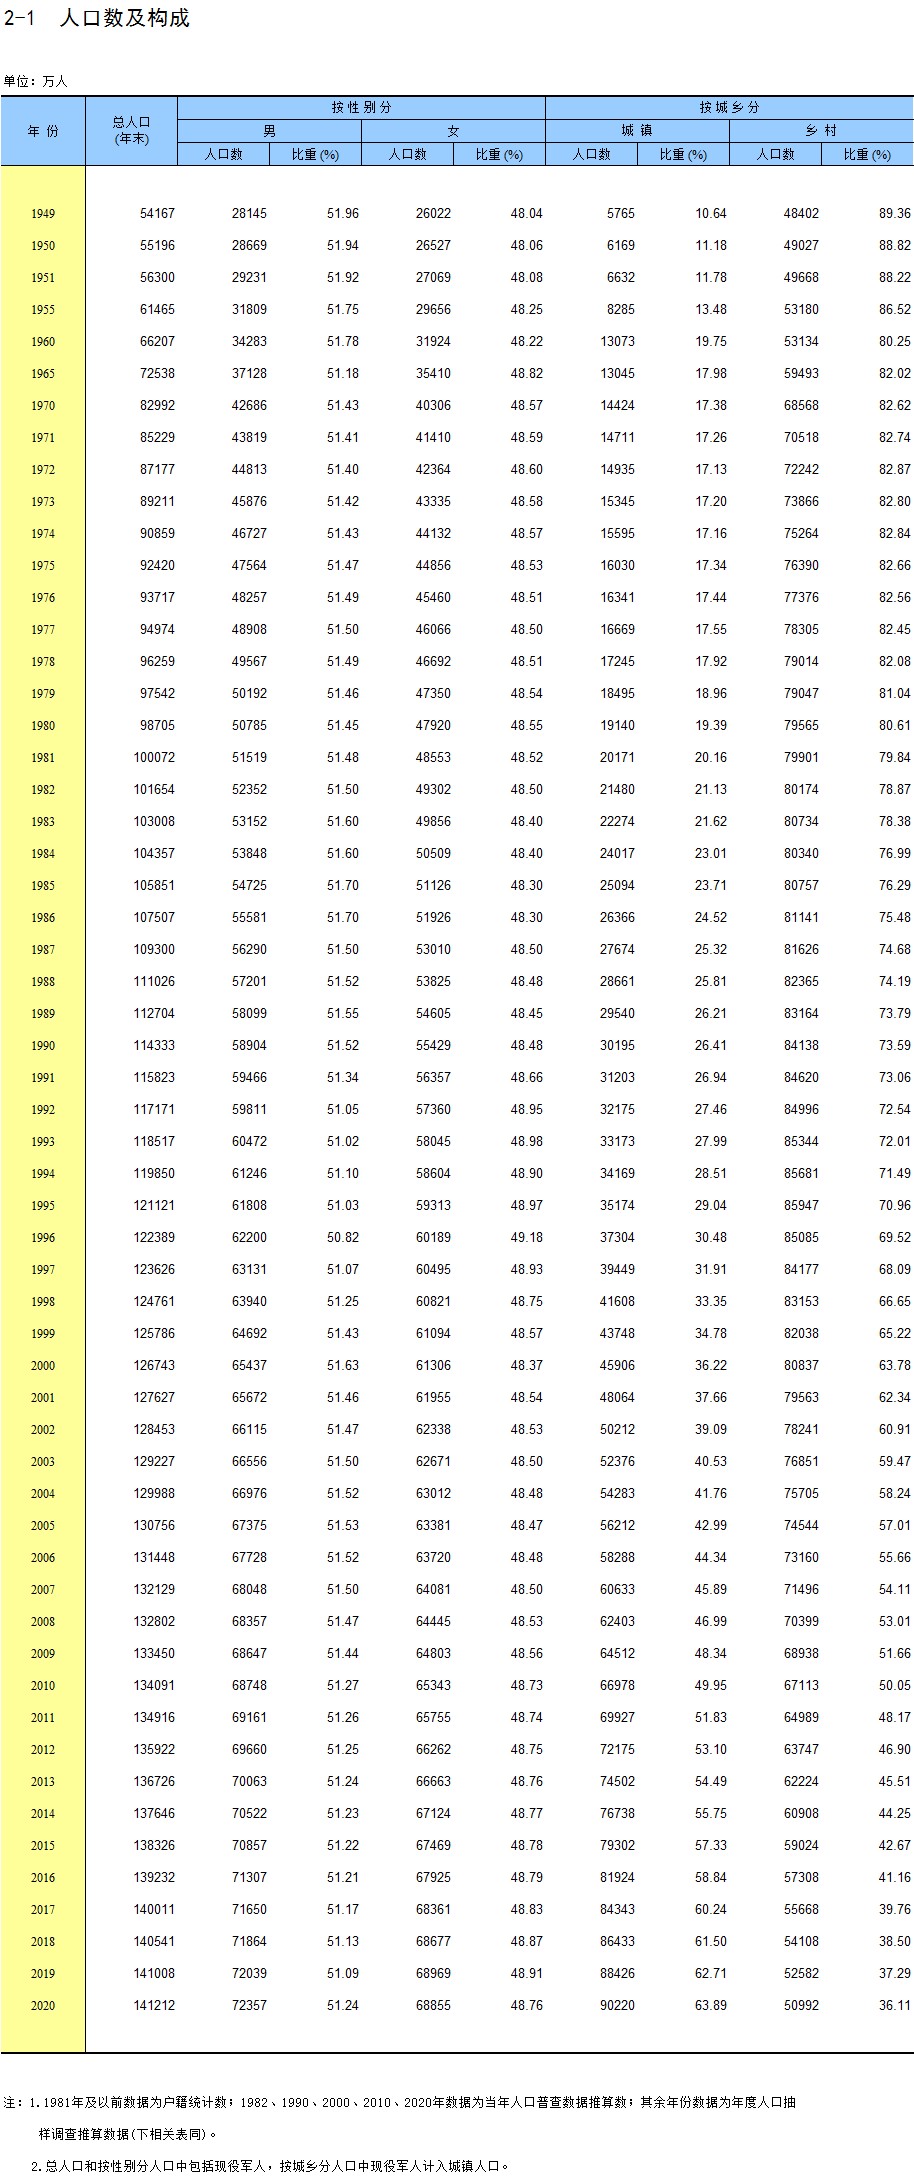 2-1 人口数及构成
单位：万人
年 份 总人口 (年末) 按 性 别 分 按 城 乡 分
男 女 城 镇 乡 村
人口数 比重 (%) 人口数 比重 (%) 人口数 比重 (%) 人口数 比重 (%)
1949 54167 28145 51.96 26022 48.04 5765 10.64 48402 89.36
1950 55196 28669 51.94 26527 48.06 6169 11.18 49027 88.82
1951 56300 29231 51.92 27069 48.08 6632 11.78 49668 88.22
1955 61465 31809 51.75 29656 48.25 8285 13.48 53180 86.52
1960 66207 34283 51.78 31924 48.22 13073 19.75 53134 80.25
1965 72538 37128 51.18 35410 48.82 13045 17.98 59493 82.02
1970 82992 42686 51.43 40306 48.57 14424 17.38 68568 82.62
1971 85229 43819 51.41 41410 48.59 14711 17.26 70518 82.74
1972 87177 44813 51.40 42364 48.60 14935 17.13 72242 82.87
1973 89211 45876 51.42 43335 48.58 15345 17.20 73866 82.80
1974 90859 46727 51.43 44132 48.57 15595 17.16 75264 82.84
1975 92420 47564 51.47 44856 48.53 16030 17.34 76390 82.66
1976 93717 48257 51.49 45460 48.51 16341 17.44 77376 82.56
1977 94974 48908 51.50 46066 48.50 16669 17.55 78305 82.45
1978 96259 49567 51.49 46692 48.51 17245 17.92 79014 82.08
1979 97542 50192 51.46 47350 48.54 18495 18.96 79047 81.04
1980 98705 50785 51.45 47920 48.55 19140 19.39 79565 80.61
1981 100072 51519 51.48 48553 48.52 20171 20.16 79901 79.84
1982 101654 52352 51.50 49302 48.50 21480 21.13 80174 78.87
1983 103008 53152 51.60 49856 48.40 22274 21.62 80734 78.38
1984 104357 53848 51.60 50509 48.40 24017 23.01 80340 76.99
1985 105851 54725 51.70 51126 48.30 25094 23.71 80757 76.29
1986 107507 55581 51.70 51926 48.30 26366 24.52 81141 75.48
1987 109300 56290 51.50 53010 48.50 27674 25.32 81626 74.68
1988 111026 57201 51.52 53825 48.48 28661 25.81 82365 74.19
1989 112704 58099 51.55 54605 48.45 29540 26.21 83164 73.79
1990 114333 58904 51.52 55429 48.48 30195 26.41 84138 73.59
1991 115823 59466 51.34 56357 48.66 31203 26.94 84620 73.06
1992 117171 59811 51.05 57360 48.95 32175 27.46 84996 72.54
1993 118517 60472 51.02 58045 48.98 33173 27.99 85344 72.01
1994 119850 61246 51.10 58604 48.90 34169 28.51 85681 71.49
1995 121121 61808 51.03 59313 48.97 35174 29.04 85947 70.96
1996 122389 62200 50.82 60189 49.18 37304 30.48 85085 69.52
1997 123626 63131 51.07 60495 48.93 39449 31.91 84177 68.09
1998 124761 63940 51.25 60821 48.75 41608 33.35 83153 66.65
1999 125786 64692 51.43 61094 48.57 43748 34.78 82038 65.22
2000 126743 65437 51.63 61306 48.37 45906 36.22 80837 63.78
2001 127627 65672 51.46 61955 48.54 48064 37.66 79563 62.34
2002 128453 66115 51.47 62338 48.53 50212 39.09 78241 60.91
2003 129227 66556 51.50 62671 48.50 52376 40.53 76851 59.47
2004 129988 66976 51.52 63012 48.48 54283 41.76 75705 58.24
2005 130756 67375 51.53 63381 48.47 56212 42.99 74544 57.01
2006 131448 67728 51.52 63720 48.48 58288 44.34 73160 55.66
2007 132129 68048 51.50 64081 48.50 60633 45.89 71496 54.11
2008 132802 68357 51.47 64445 48.53 62403 46.99 70399 53.01
2009 133450 68647 51.44 64803 48.56 64512 48.34 68938 51.66
2010 134091 68748 51.27 65343 48.73 66978 49.95 67113 50.05
2011 134916 69161 51.26 65755 48.74 69927 51.83 64989 48.17
2012 135922 69660 51.25 66262 48.75 72175 53.10 63747 46.90
2013 136726 70063 51.24 66663 48.76 74502 54.49 62224 45.51
2014 137646 70522 51.23 67124 48.77 76738 55.75 60908 44.25
2015 138326 70857 51.22 67469 48.78 79302 57.33 59024 42.67
2016 139232 71307 51.21 67925 48.79 81924 58.84 57308 41.16
2017 140011 71650 51.17 68361 48.83 84343 60.24 55668 39.76
2018 140541 71864 51.13 68677 48.87 86433 61.50 54108 38.50
2019 141008 72039 51.09 68969 48.91 88426 62.71 52582 37.29
2020 141212 72357 51.24 68855 48.76 90220 63.89 50992 36.11
注：1.1981年及以前数据为户籍统计数；1982、1990、2000、2010、2020年数据为当年人口普查数据推算数；其余年份数据为年度人口抽
样调查推算数据(下相关表同)。
2.总人口和按性别分人口中包括现役军人，按城乡分人口中现役军人计入城镇人口。